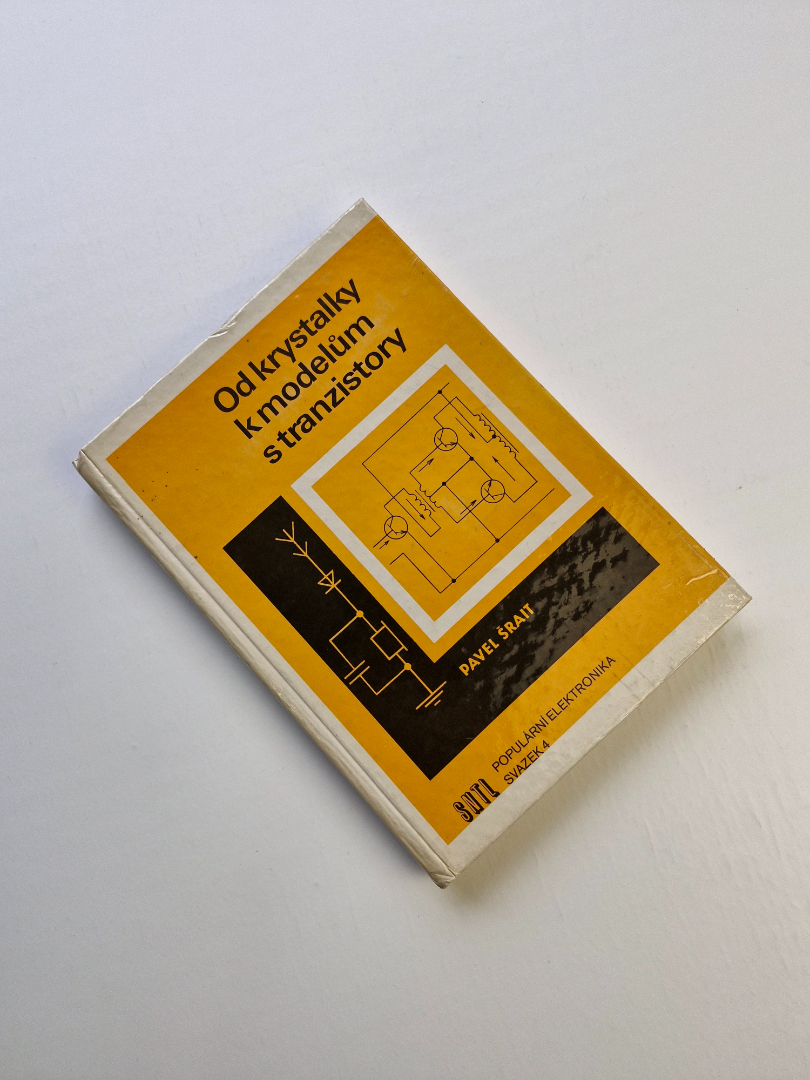 Od krystalky
k modelům
s tranzistory
PAVEL ŠRAIT
SNTL
POPULÁRNÍ ELEKTRONIKA
SVAZEK 4